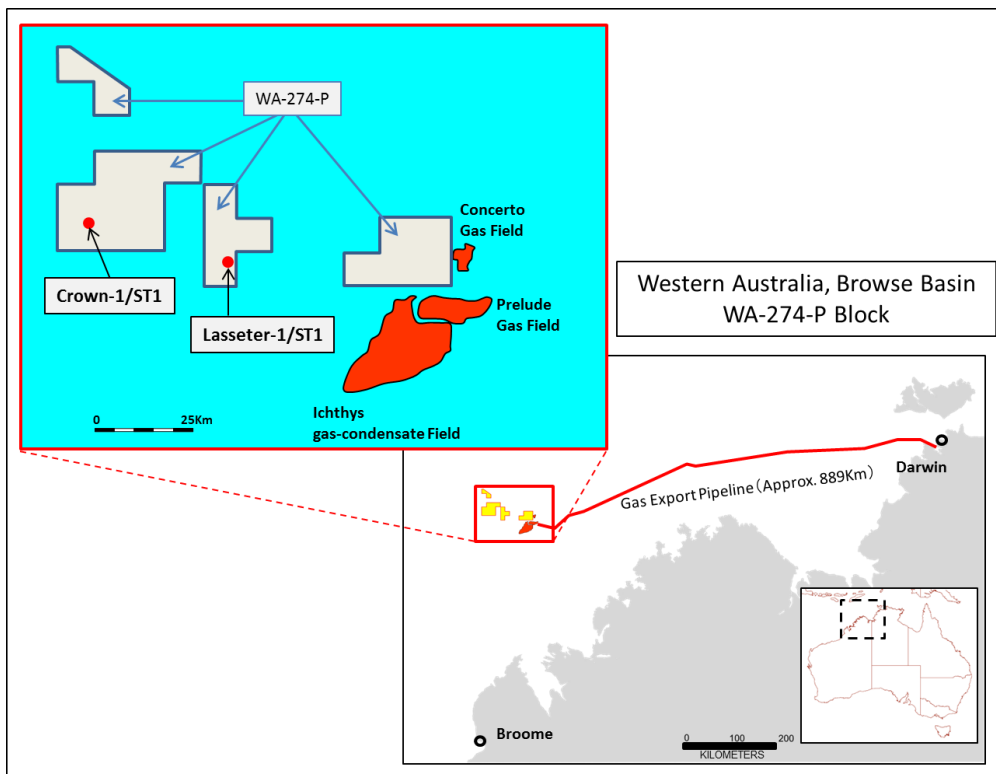 WA-274-P
Concerto
Gas Field
Crown-1/ST1
Lasseter-1/ST1
Prelude
Gas Field
Ichthys
gas-condensate Field
0 25Km
Western Australia, Browse Basin
WA-274-P Block
Darwin
Gas Export Pipeline(Approx. 889Km)
Broome
0 100 200
KILOMETERS